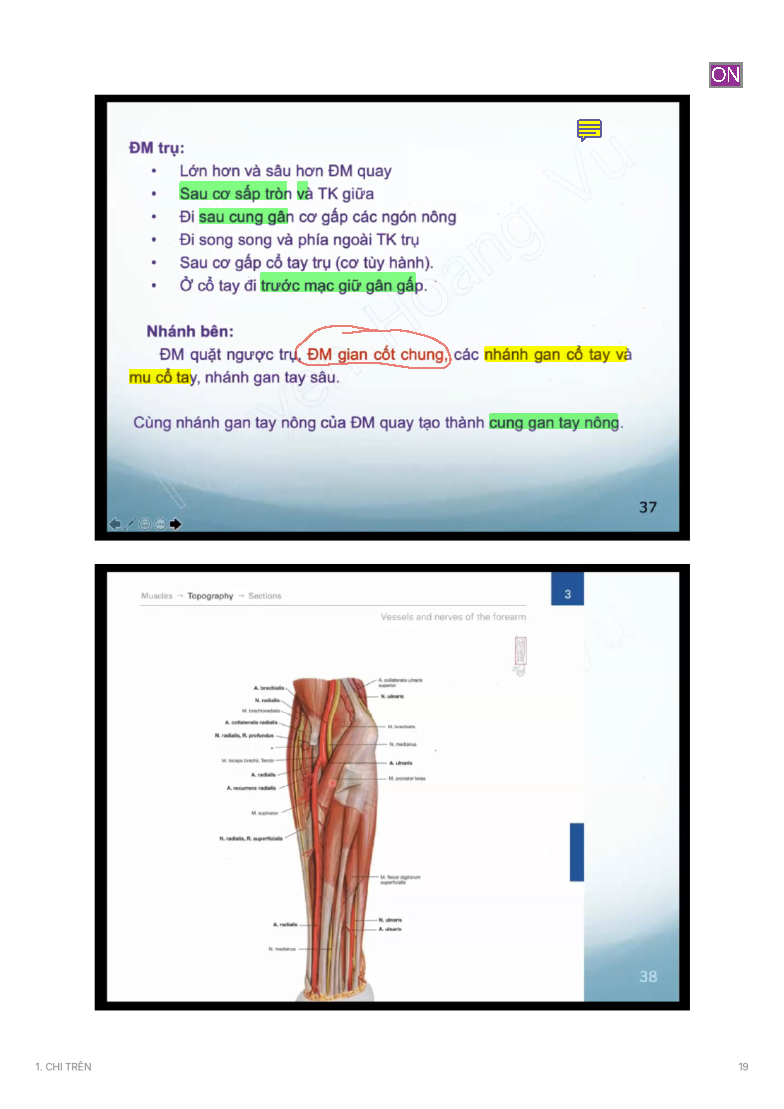 ON
ĐM trụ:
• Lớn hơn và sâu hơn ĐM quay
• Sau cơ sấp tròn và TK giữa
• Đi sau cung gân cơ gấp các ngón nông
• Đi song song và phía ngoài TK trụ
• Sau cơ gấp cổ tay trụ (cơ tùy hành).
• Ở cổ tay đi trước mạc giữ gân gấp.
Nhánh bên:
ĐM quặt ngược trụ, ĐM gian cốt chung, các nhánh gan cổ tay và
mu cổ tay, nhánh gan tay sâu.
Cùng nhánh gan tay nông của ĐM quay tạo thành cung gan tay nông.
37
Muscles → Topography → Sections
3
Vessels and nerves of the forearm
A. collateralis ulnaris
superior
A. brachialis
N. ulnaris
N. radialis
M. brachioradialis
A. collateralis radialis
M. brachialis
N. radialis, R. profundus
N. medianus
*
M. biceps brachii, Tendo
A. ulnaris
A. radialis
M. pronator teres
A. recurrens radialis
M. supinator
N. radialis, R. superficialis
M. flexor digitorum
superficialis
N. ulnaris
A. radialis
A. ulnaris
N. medianus
38
1. CHI TRÊN
19